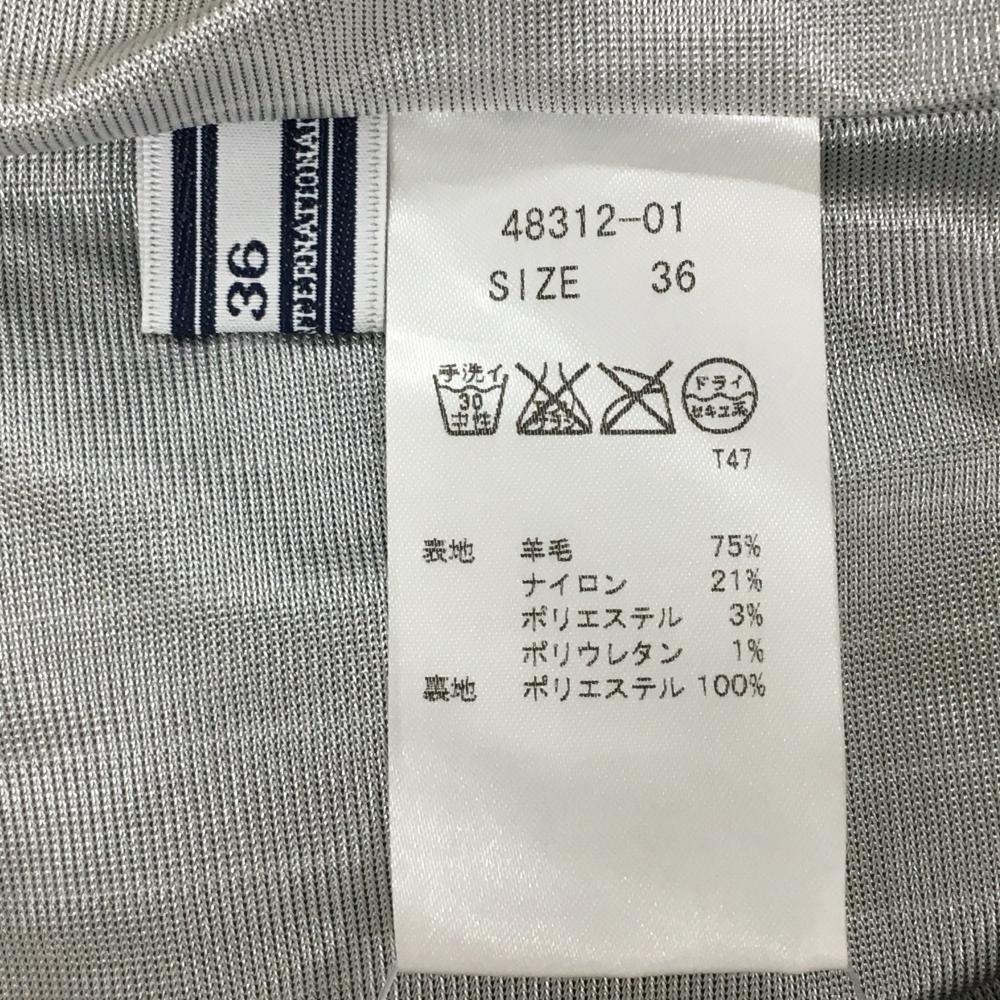 36
INTERNATIONAL
48312-01
SIZE 36
手洗イ
30
中性
ドライ
セキユ系
T47
表地 羊毛 75%
ナイロン 21%
ポリエステル 3%
ポリウレタン 1%
裏地 ポリエステル 100%